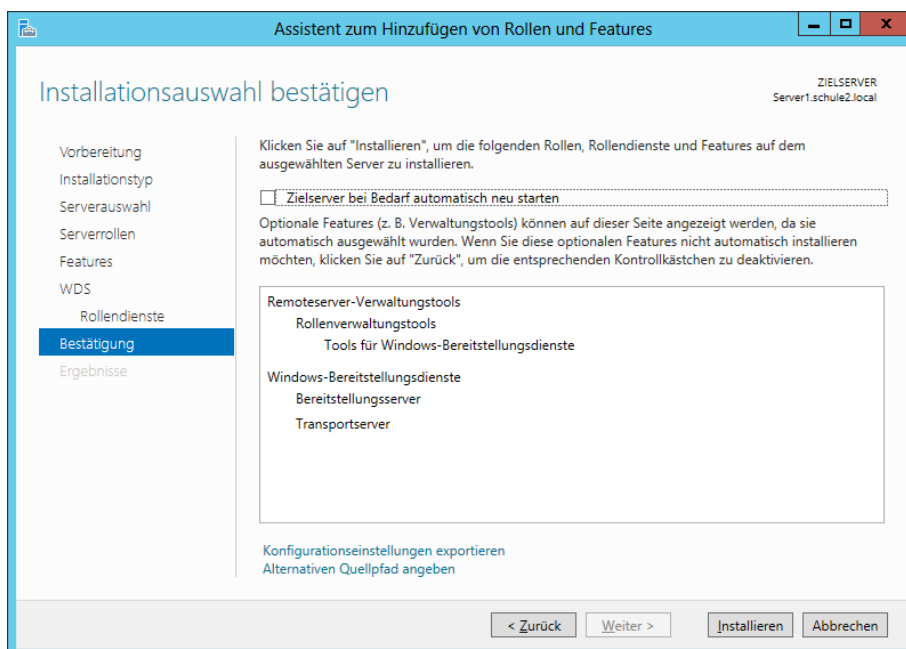 Assistent zum Hinzufügen von Rollen und Features
Installationsauswahl bestätigen
ZIELSERVER
Server1.schule2.local
Vorbereitung
Installationstyp
Serverauswahl
Serverrollen
Features
WDS
Rollendienste
Bestätigung
Ergebnisse
Klicken Sie auf "Installieren", um die folgenden Rollen, Rollendienste und Features auf dem
ausgewählten Server zu installieren.
Zielserver bei Bedarf automatisch neu starten
Optionale Features (z. B. Verwaltungstools) können auf dieser Seite angezeigt werden, da sie
automatisch ausgewählt wurden. Wenn Sie diese optionalen Features nicht automatisch installieren
möchten, klicken Sie auf "Zurück", um die entsprechenden Kontrollkästchen zu deaktivieren.
Remoteserver-Verwaltungstools
Rollenverwaltungstools
Tools für Windows-Bereitstellungsdienste
Windows-Bereitstellungsdienste
Bereitstellungsserver
Transportserver
Konfigurationseinstellungen exportieren
Alternativen Quellpfad angeben
< Zurück
Weiter >
Installieren
Abbrechen